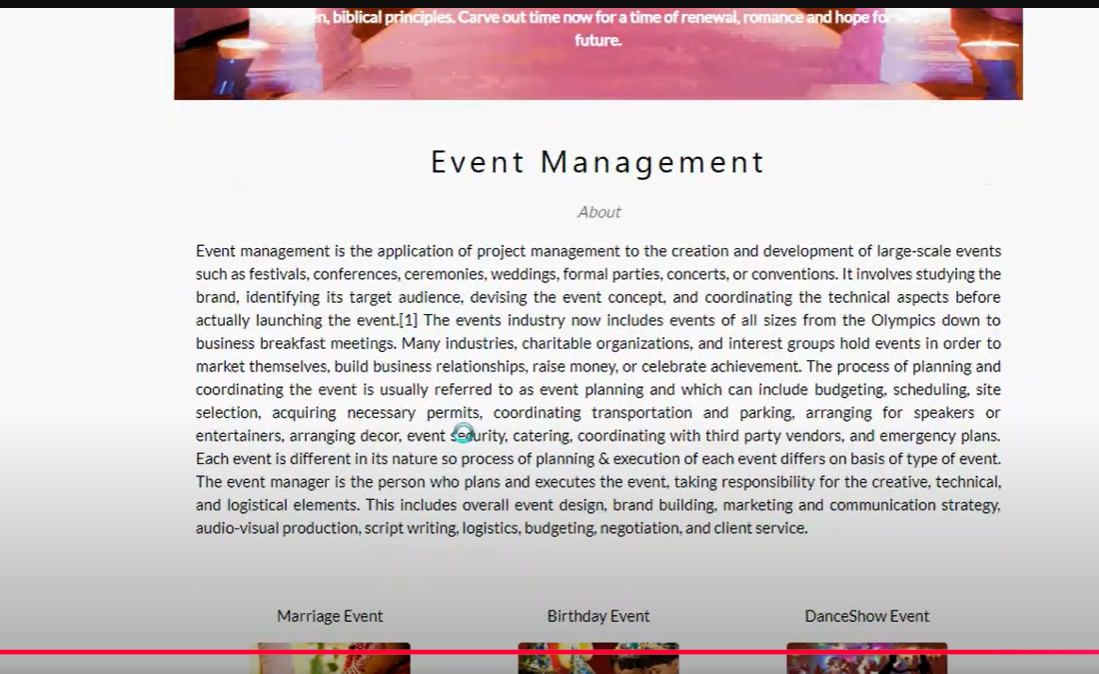 n, biblical principles. Carve out time now for a time of renewal, romance and hope fo
future.
Event Management
About
Event management is the application of project management to the creation and development of large-scale events
such as festivals, conferences, ceremonies, weddings, formal parties, concerts, or conventions. It involves studying the
brand, identifying its target audience, devising the event concept, and coordinating the technical aspects before
actually launching the event.[1] The events industry now includes events of all sizes from the Olympics down to
business breakfast meetings. Many industries, charitable organizations, and interest groups hold events in order to
market themselves, build business relationships, raise money, or celebrate achievement. The process of planning and
coordinating the event is usually referred to as event planning and which can include budgeting, scheduling, site
selection, acquiring necessary permits, coordinating transportation and parking, arranging for speakers or
entertainers, arranging decor, event security, catering, coordinating with third party vendors, and emergency plans.
Each event is different in its nature so process of planning & execution of each event differs on basis of type of event.
The event manager is the person who plans and executes the event, taking responsibility for the creative, technical,
and logistical elements. This includes overall event design, brand building, marketing and communication strategy,
audio-visual production, script writing, logistics, budgeting, negotiation, and client service.
Marriage Event Birthday Event DanceShow Event